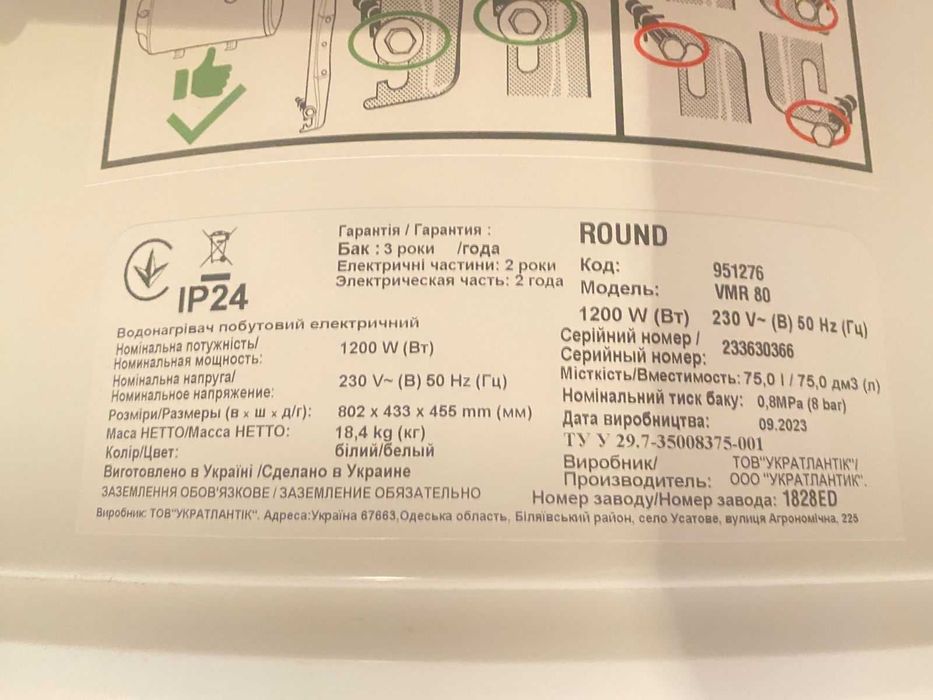 IP24
Гарантія / Гарантия :
Бак : 3 роки /года
Електричні частини: 2 роки
Электрическая часть: 2 года
Водонагрівач побутовий електричний
Номінальна потужність/
Номинальная мощность: 1200 W (Вт)
Номінальна напруга/
Номинальное напряжение: 230 V~ (В) 50 Hz (Гц)
Розміри/Размеры (в x ш x д/г): 802 x 433 x 455 mm (мм)
Маса НЕТТО/Масса НЕТТО: 18,4 kg (кг)
Колір/Цвет: білий/белый
Виготовлено в Україні /Сделано в Украине
ЗАЗЕМЛЕННЯ ОБОВ'ЯЗКОВЕ / ЗАЗЕМЛЕНИЕ ОБЯЗАТЕЛЬНО
ROUND
Код: 951276
Модель: VMR 80
1200 W (Вт) 230 V~ (В) 50 Hz (Гц)
Серійний номер /
Серийный номер: 233630366
Місткість/Вместимость: 75,0 l / 75,0 дм3 (л)
Номінальний тиск баку: 0,8MPa (8 bar)
Дата виробництва: 09.2023
ТУ У 29.7-35008375-001
Виробник/ ТОВ"УКРАТЛАНТІК"/
Производитель: ООО "УКРАТЛАНТИК".
Номер заводу/Номер завода: 1828ED
Виробник: ТОВ"УКРАТЛАНТІК". Адреса:Україна 67663,Одеська область, Біляївський район, село Усатове, вулиця Агрономічна, 225